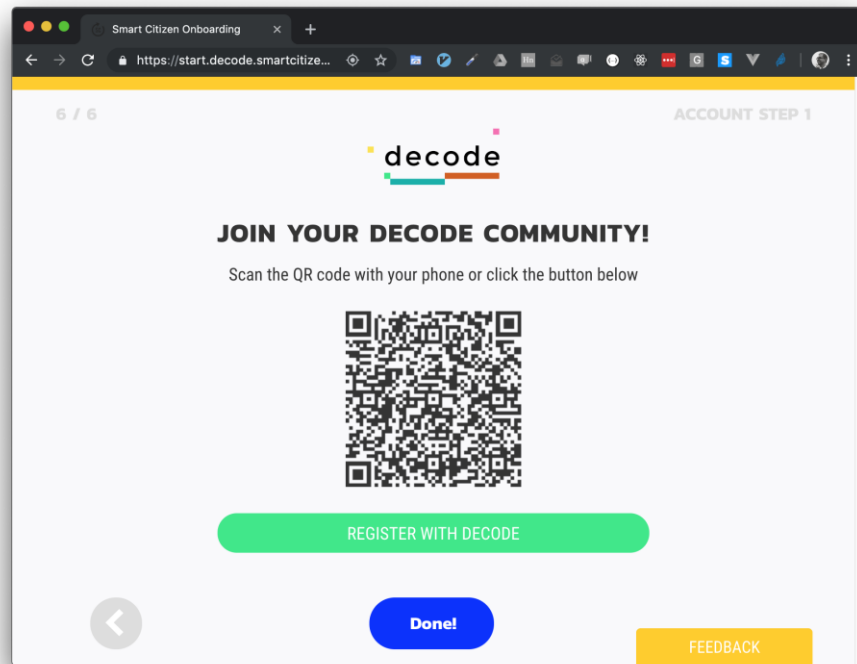 Smart Citizen Onboarding
https://start.decode.smartcitize...
6 / 6
ACCOUNT STEP 1
decode
JOIN YOUR DECODE COMMUNITY!
Scan the QR code with your phone or click the button below
REGISTER WITH DECODE
Done!
FEEDBACK